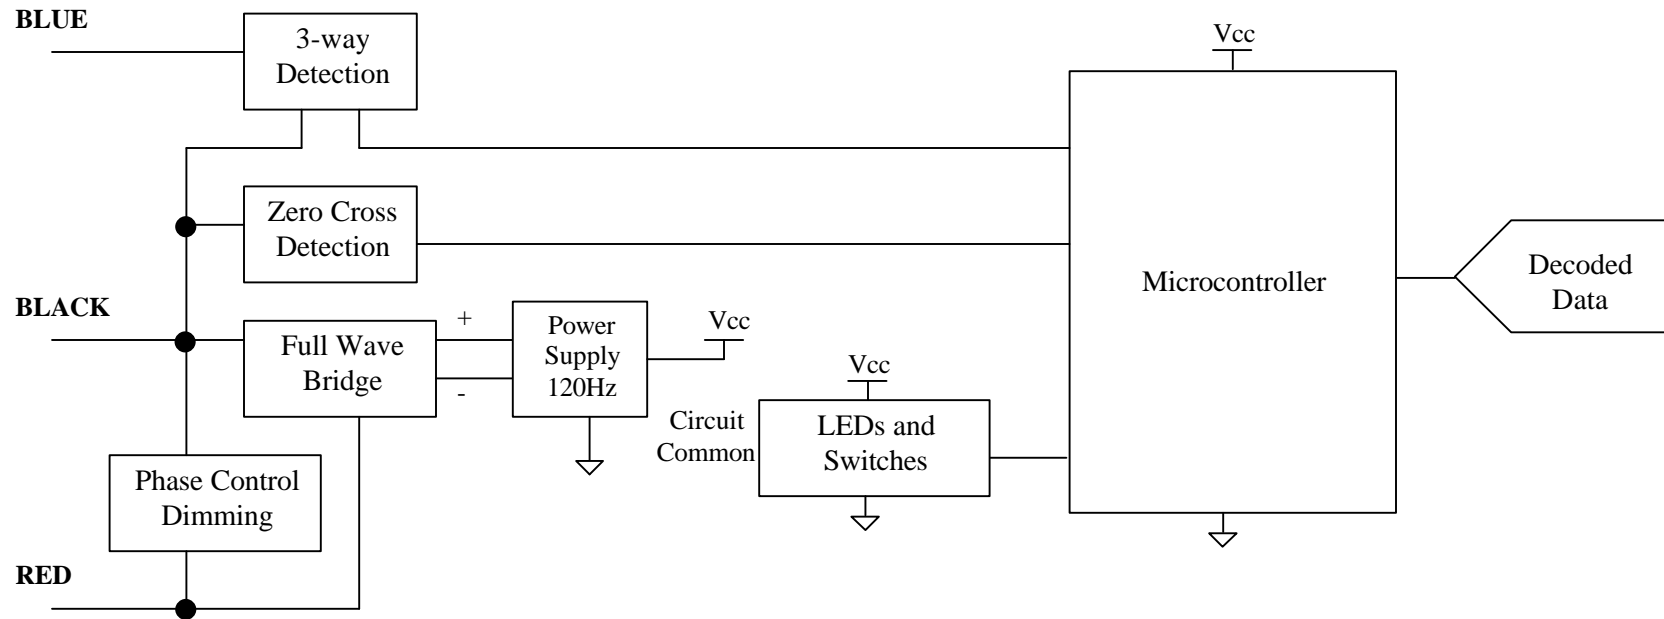 BLUE
3-way
Detection
Vcc
Zero Cross
Detection
Microcontroller
Decoded
Data
BLACK
Full Wave
Bridge
+
-
Power
Supply
120Hz
Vcc
Vcc
Circuit
Common
LEDs and
Switches
Phase Control
Dimming
RED